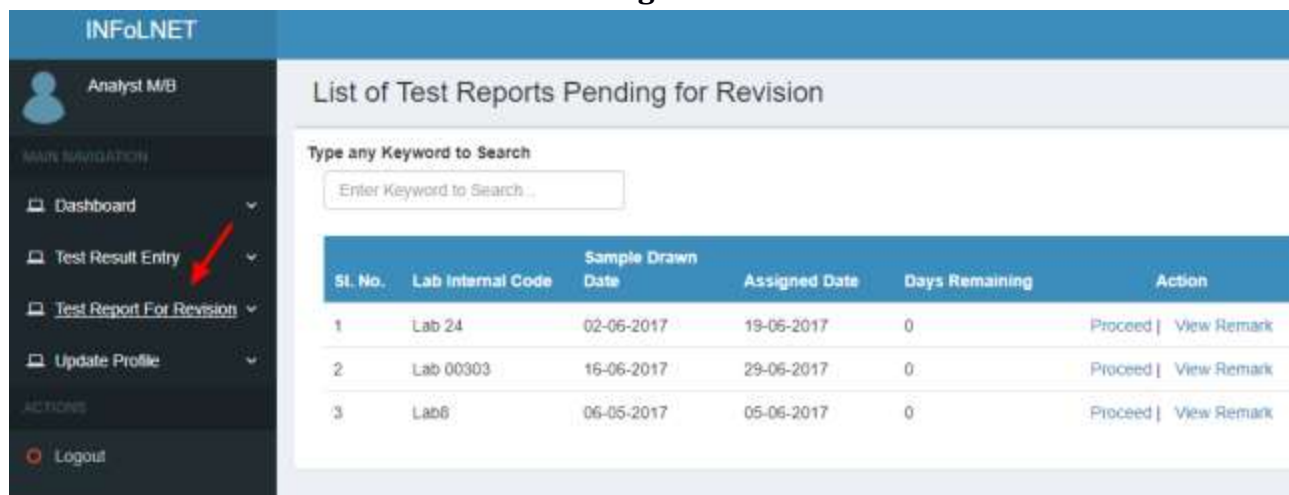 INFoLNET
Analyst M/B
MAIN NAVIGATION
Dashboard
Test Result Entry
Test Report For Revision
Update Profile
ACTIONS
Logout
List of Test Reports Pending for Revision
Type any Keyword to Search
Enter Keyword to Search...
Sl. No. Lab Internal Code Sample Drawn Date Assigned Date Days Remaining Action
1 Lab 24 02-06-2017 19-06-2017 0 Proceed | View Remark
2 Lab 00303 16-06-2017 29-06-2017 0 Proceed | View Remark
3 Lab8 06-05-2017 05-06-2017 0 Proceed | View Remark